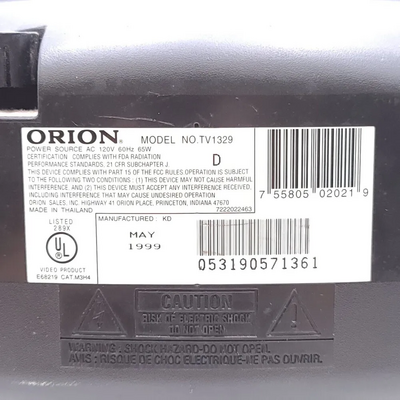 ORION®
MODEL NO. TV1329
POWER SOURCE AC 120V 60Hz 65W
CERTIFICATION COMPLIES WITH FDA RADIATION
PERFORMANCE STANDARDS, 21 CFR SUBCHAPTER J.
D
THIS DEVICE COMPLIES WITH PART 15 OF THE FCC RULES OPERATION IS SUBJECT
TO THE FOLLOWING TWO CONDITIONS : (1) THIS DEVICE MAY NOT CAUSE HARMFUL
INTERFERENCE, AND (2) THIS DEVICE MUST ACCEPT ANY INTERFERENCE RECEIVED,
INCLUDING INTERFERENCE THAT MAY CAUSE UNDESIRED OPERATION.
ORION SALES, INC. HIGHWAY 41 ORION PLACE, PRINCETON, INDIANA 47670
MADE IN THAILAND
7222022463
7 55805 02021 9
LISTED
289X
UL
VIDEO PRODUCT
E68219 CAT.M3H4
MANUFACTURED : KD
MAY
1999
053190571361
CAUTION
RISK OF ELECTRIC SHOCK
DO NOT OPEN
WARNING : SHOCK HAZARD-DO NOT OPEN.
AVIS : RISQUE DE CHOC ELECTRIQUE-NE PAS OUVRIR.